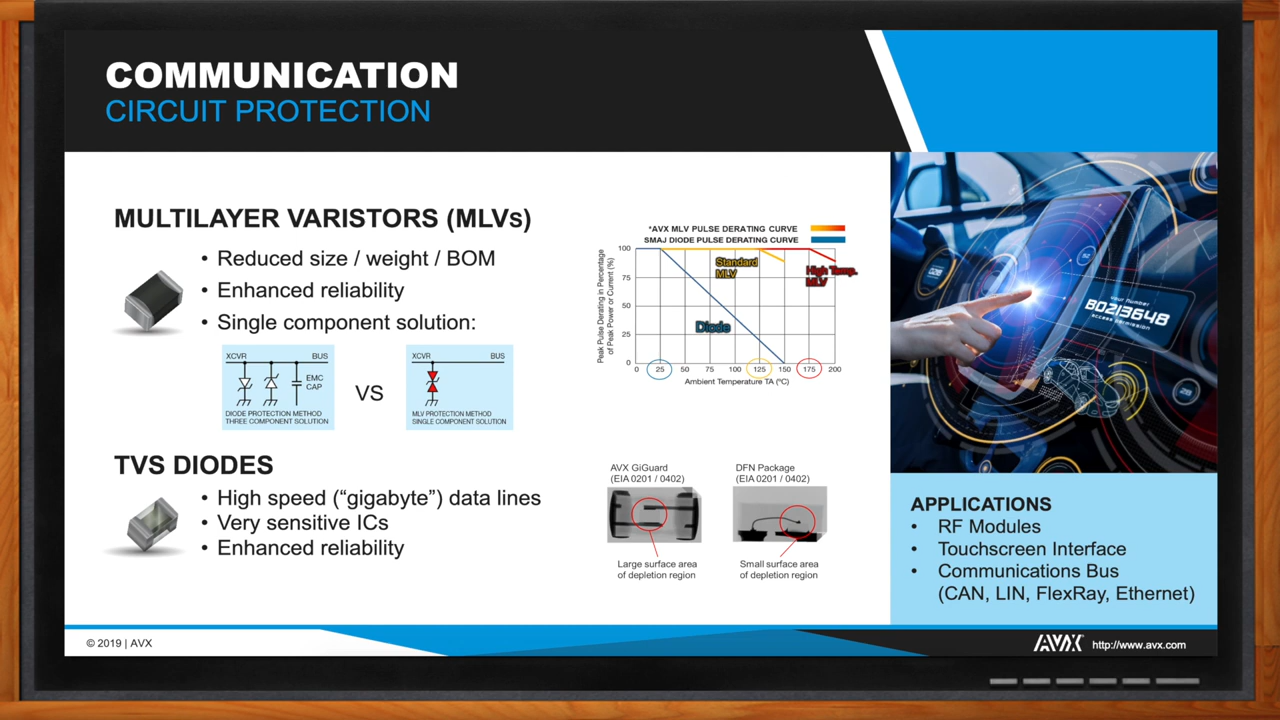 COMMUNICATION
CIRCUIT PROTECTION
MULTILAYER VARISTORS (MLVs)
• Reduced size / weight / BOM
• Enhanced reliability
• Single component solution:
XCVR BUS
EMC
CAP
DIODE PROTECTION METHOD
THREE COMPONENT SOLUTION
VS
XCVR BUS
MLV PROTECTION METHOD
SINGLE COMPONENT SOLUTION
*AVX MLV PULSE DERATING CURVE
SMAJ DIODE PULSE DERATING CURVE
Peak Pulse Derating in Percentage
of Peak Power or Current (%)
100
75
50
25
0
Standard
MLV
High Temp.
MLV
Diode
0 25 50 75 100 125 150 175 200
Ambient Temperature TA (ºC)
TVS DIODES
• High speed (“gigabyte”) data lines
• Very sensitive ICs
• Enhanced reliability
AVX GiGuard
(EIA 0201 / 0402)
Large surface area
of depletion region
DFN Package
(EIA 0201 / 0402)
Small surface area
of depletion region
your Number
B0213648
access permission
APPLICATIONS
• RF Modules
• Touchscreen Interface
• Communications Bus
(CAN, LIN, FlexRay, Ethernet)
© 2019 | AVX
AVX
http://www.avx.com